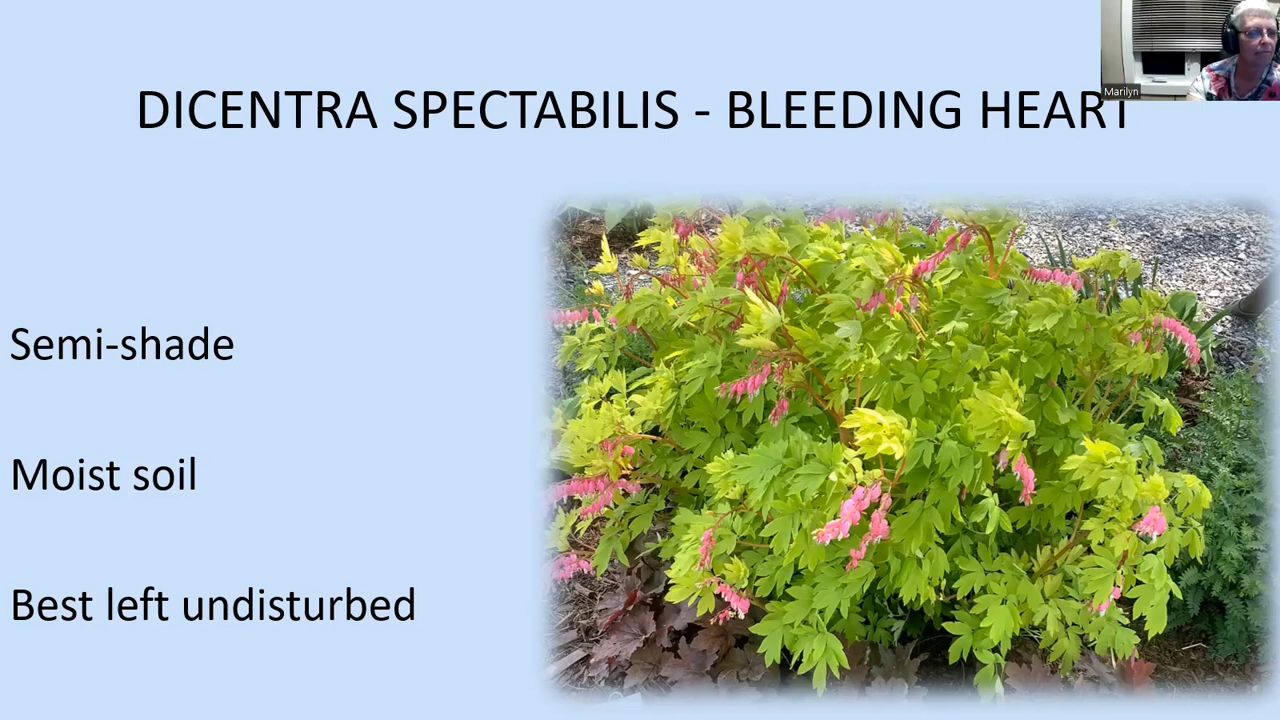 DICENTRA SPECTABILIS - BLEEDING HEART
Marilyn
Semi-shade
Moist soil
Best left undisturbed